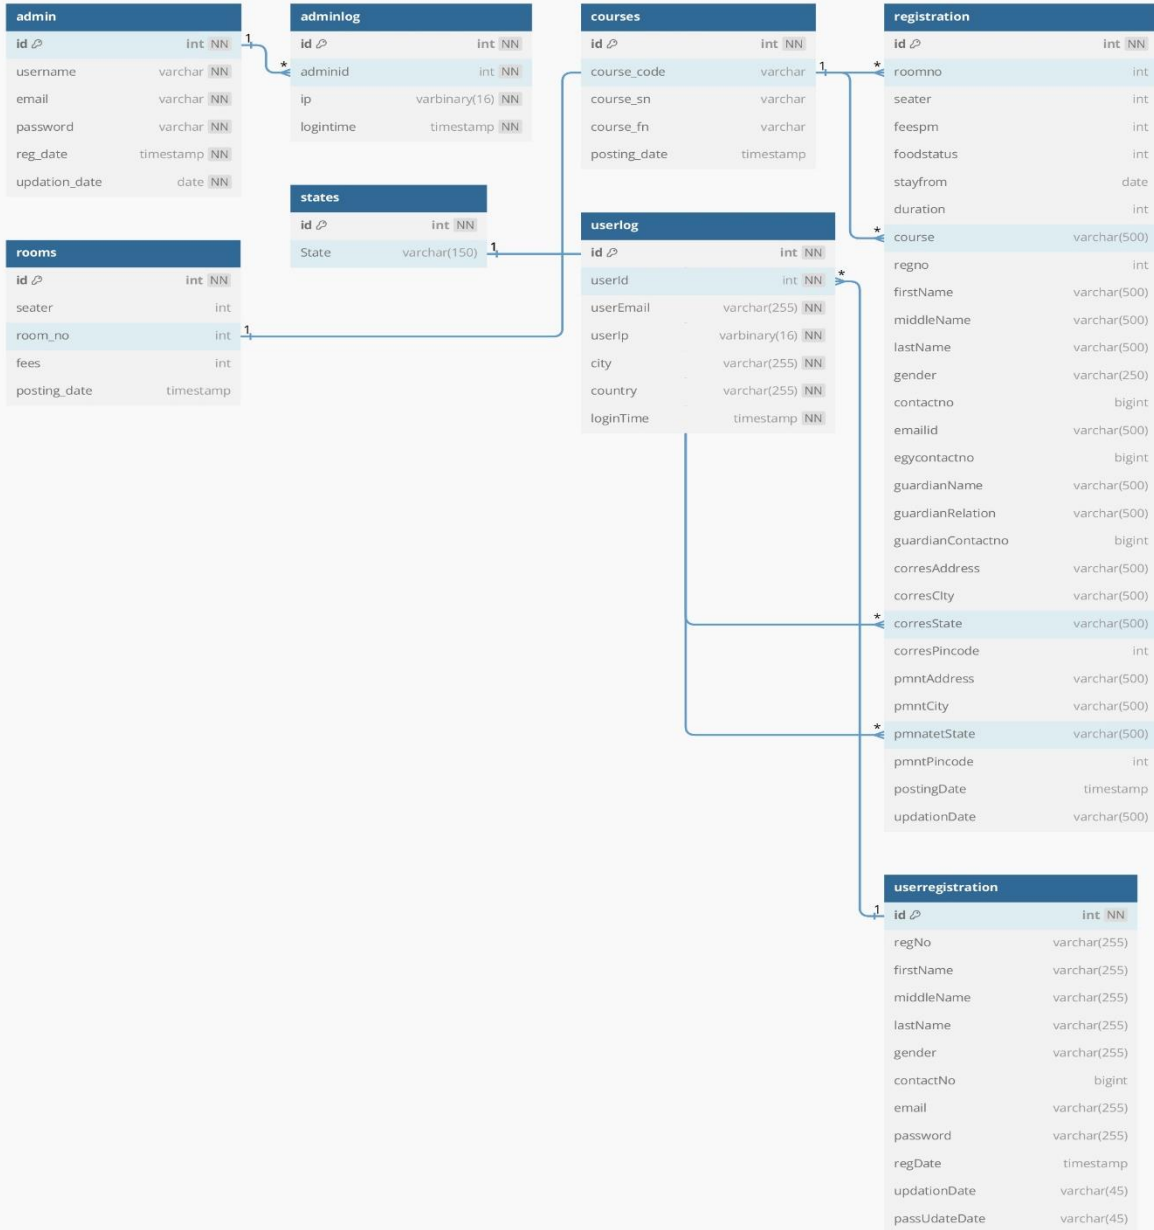 admin
id int NN
username varchar NN
email varchar NN
password varchar NN
reg_date timestamp NN
updation_date date NN
1
*
adminlog
id int NN
adminid int NN
ip varbinary(16) NN
logintime timestamp NN
states
id int NN
State varchar(150)
1
rooms
id int NN
seater int
room_no int
fees int
posting_date timestamp
1
courses
id int NN
course_code varchar
course_sn varchar
course_fn varchar
posting_date timestamp
1
userlog
id int NN
userId int NN
userEmail varchar(255) NN
userIp varbinary(16) NN
city varchar(255) NN
country varchar(255) NN
loginTime timestamp NN
*
registration
id int NN
* roomno int
seater int
feespm int
foodstatus int
stayfrom date
duration int
* course varchar(500)
regno int
firstName varchar(500)
middleName varchar(500)
lastName varchar(500)
gender varchar(250)
contactno bigint
emailid varchar(500)
egycontactno bigint
guardianName varchar(500)
guardianRelation varchar(500)
guardianContactno bigint
corresAddress varchar(500)
corresCIty varchar(500)
* corresState varchar(500)
corresPincode int
pmntAddress varchar(500)
pmntCity varchar(500)
* pmnatetState varchar(500)
pmntPincode int
postingDate timestamp
updationDate varchar(500)
userregistration
1 id int NN
regNo varchar(255)
firstName varchar(255)
middleName varchar(255)
lastName varchar(255)
gender varchar(255)
contactNo bigint
email varchar(255)
password varchar(255)
regDate timestamp
updationDate varchar(45)
passUdateDate varchar(45)